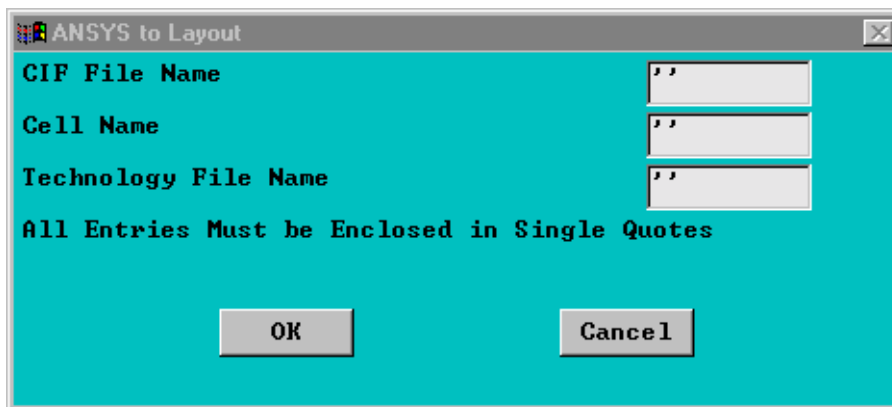 ANSYS to Layout
CIF File Name ''
Cell Name ''
Technology File Name ''
All Entries Must be Enclosed in Single Quotes
OK Cancel